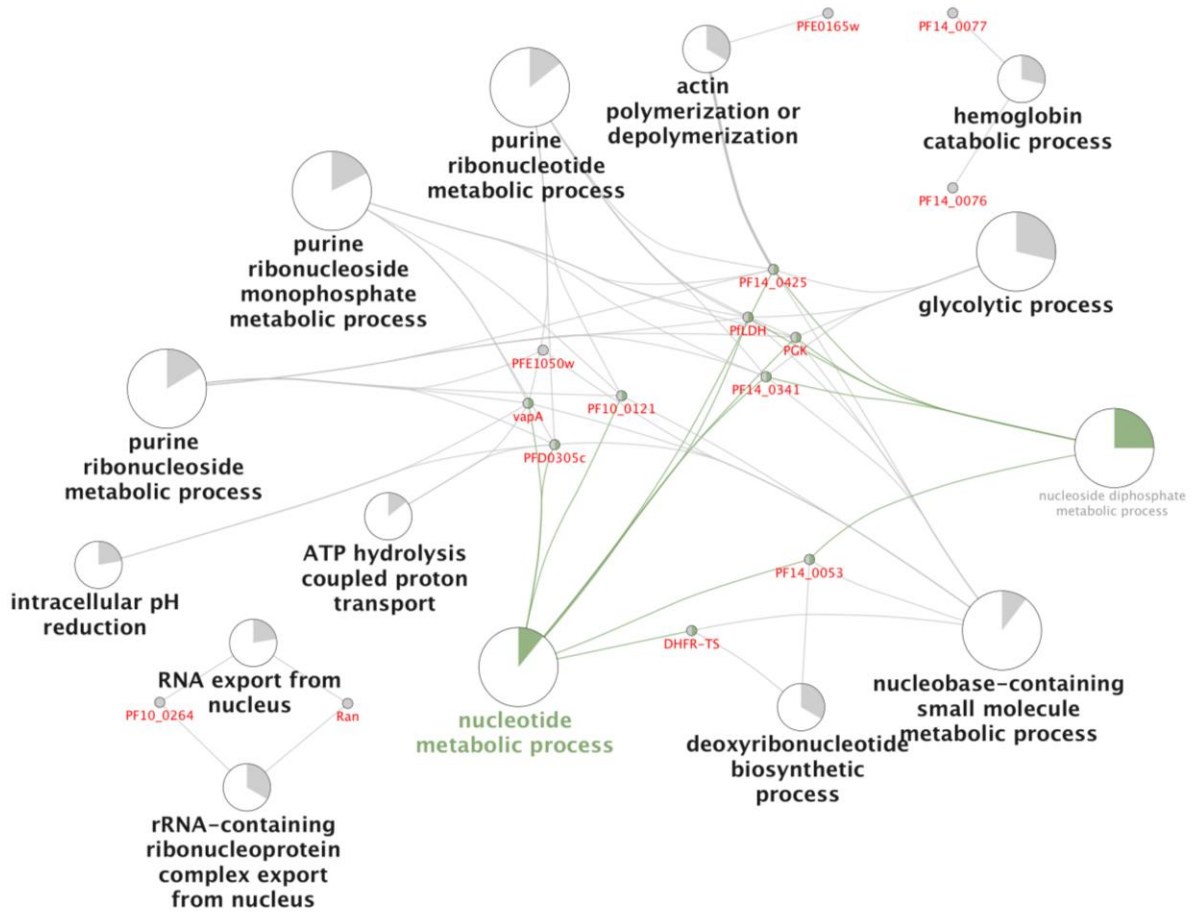 PFE0165w
PF14_0077
actin
polymerization or
depolymerization
hemoglobin
catabolic process
purine
ribonucleotide
metabolic process
PF14_0076
purine
ribonucleoside
monophosphate
metabolic process
PF14_0425
glycolytic process
PfLDH
PGK
PFE1050w
PF14_0341
vapA
PF10_0121
purine
ribonucleoside
metabolic process
PFD0305c
nucleoside diphosphate
metabolic process
ATP hydrolysis
coupled proton
transport
PF14_0053
intracellular pH
reduction
DHFR-TS
RNA export from
nucleus
PF10_0264
Ran
nucleotide
metabolic process
nucleobase-containing
small molecule
metabolic process
deoxyribonucleotide
biosynthetic
process
rRNA-containing
ribonucleoprotein
complex export
from nucleus